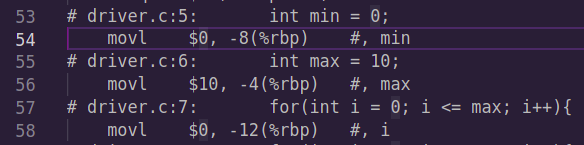 53 # driver.c:5:       int min = 0;
54     movl    $0, -8(%rbp)    #, min
55 # driver.c:6:       int max = 10;
56     movl    $10, -4(%rbp)   #, max
57 # driver.c:7:       for(int i = 0; i <= max; i++){
58     movl    $0, -12(%rbp)   #, i